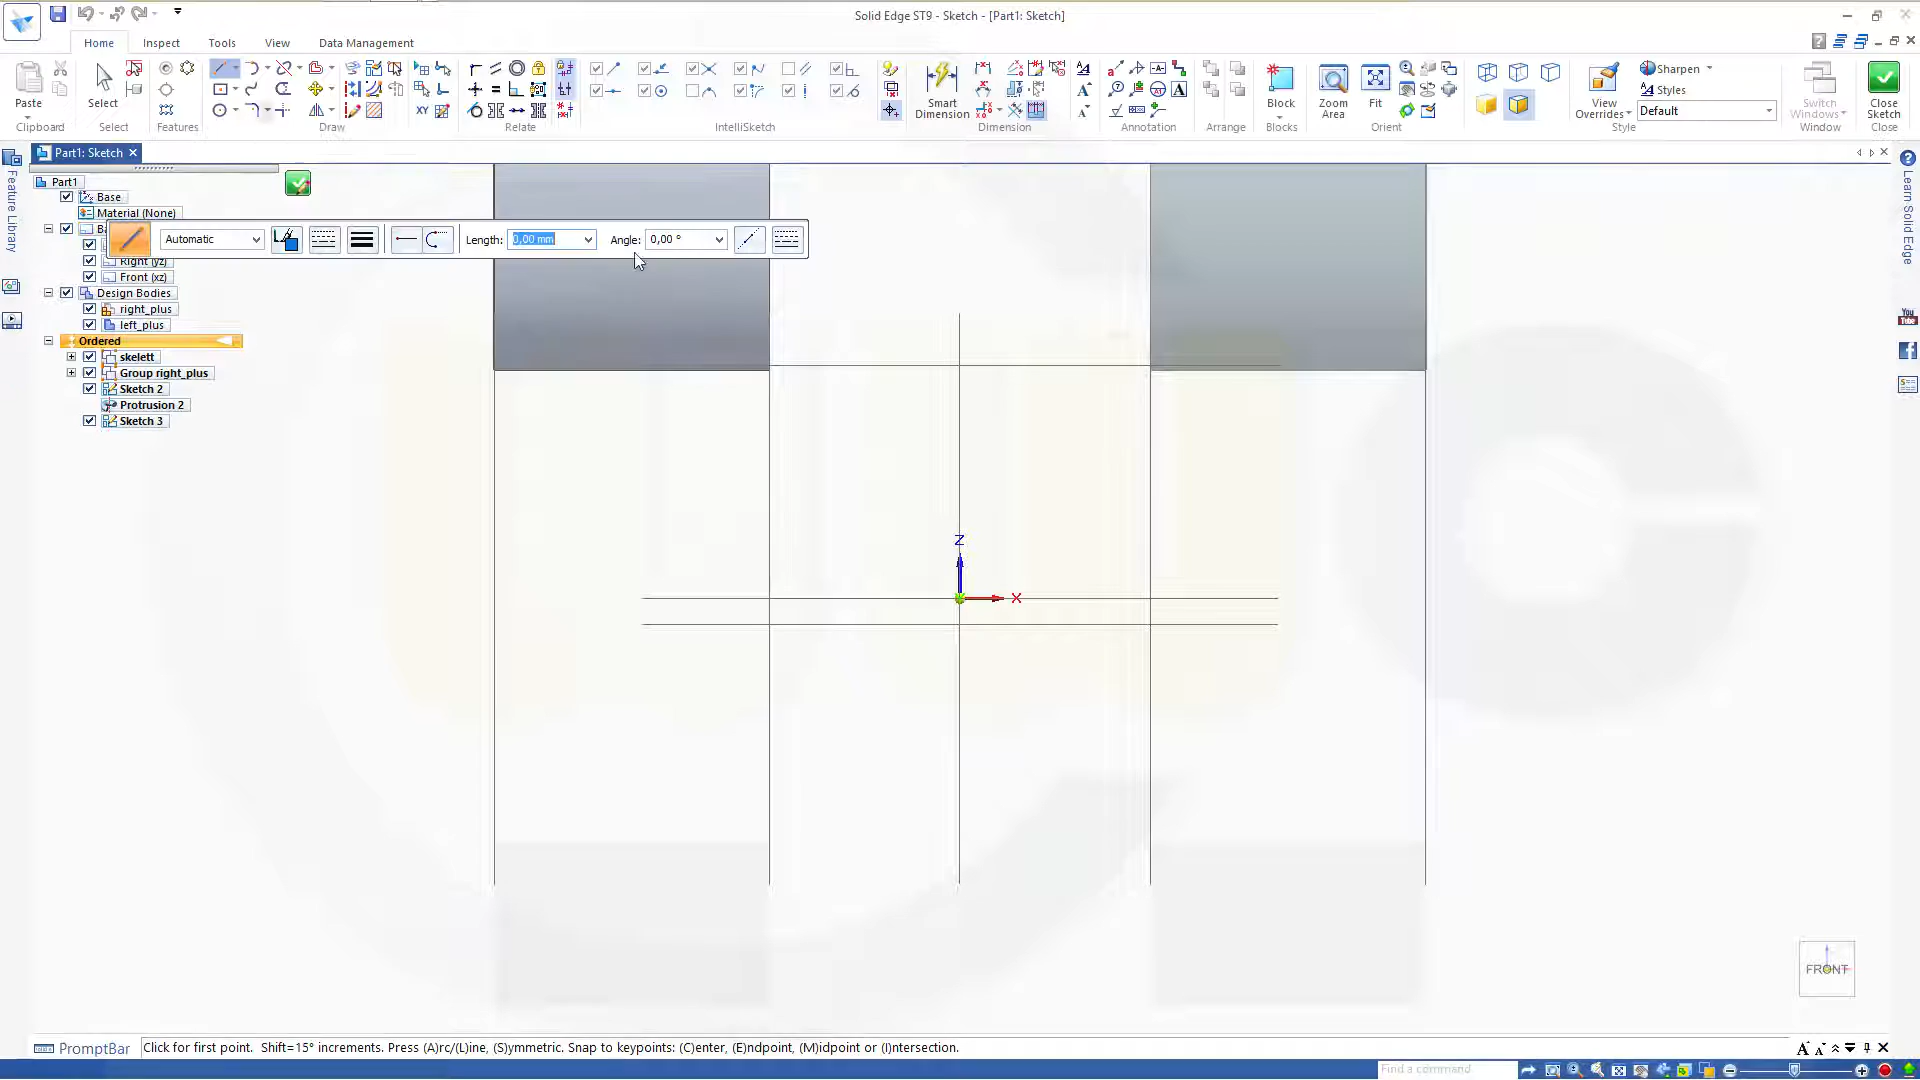 Solid Edge ST9 - Sketch - [Part1: Sketch]
Home Inspect Tools View Data Management
Paste
Clipboard
Select
Select
Features
Draw
Relate
IntelliSketch
Smart
Dimension
Dimension
Annotation
Arrange
Block
Blocks
Zoom
Area
Fit
Orient
View
Overrides
Sharpen
Styles
Default
Style
Switch
Windows
Window
Close
Sketch
Close
Part1: Sketch
Feature Library
Part1
Base
Material (None)
Automatic
Length: 0,00 mm
Angle: 0,00 °
Right (yz)
Front (xz)
Design Bodies
right_plus
left_plus
Ordered
skelett
Group right_plus
Sketch 2
Protrusion 2
Sketch 3
Z
X
FRONT
Learn Solid Edge
You
Tube
PromptBar Click for first point. Shift=15° increments. Press (A)rc/(L)ine, (S)ymmetric. Snap to keypoints: (C)enter, (E)ndpoint, (M)idpoint or (I)ntersection.
Find a command